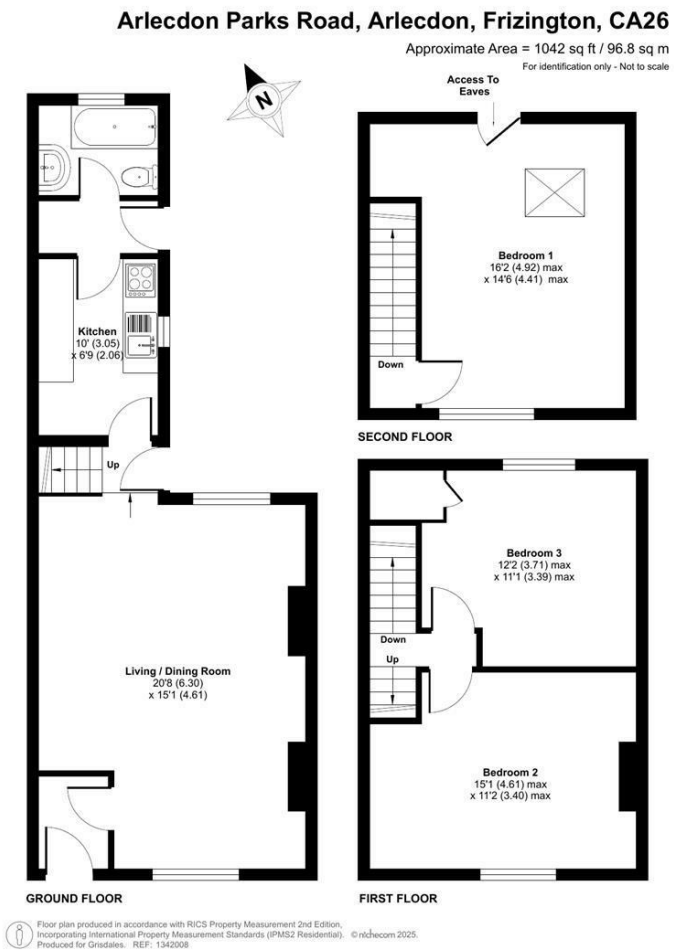 Arlecdon Parks Road, Arlecdon, Frizington, CA26
Approximate Area = 1042 sq ft / 96.8 sq m
For identification only - Not to scale
N
Access To
Eaves
Bedroom 1
16'2 (4.92) max
x 14'6 (4.41) max
Down
SECOND FLOOR
Kitchen
10' (3.05)
x 6'9 (2.06)
Up
Living / Dining Room
20'8 (6.30)
x 15'1 (4.61)
GROUND FLOOR
Bedroom 3
12'2 (3.71) max
x 11'1 (3.39) max
Down
Up
Bedroom 2
15'1 (4.61) max
x 11'2 (3.40) max
FIRST FLOOR
Floor plan produced in accordance with RICS Property Measurement 2nd Edition,
Incorporating International Property Measurement Standards (IPMS2 Residential). © nichecom 2025.
Produced for Grisdales. REF: 1342008